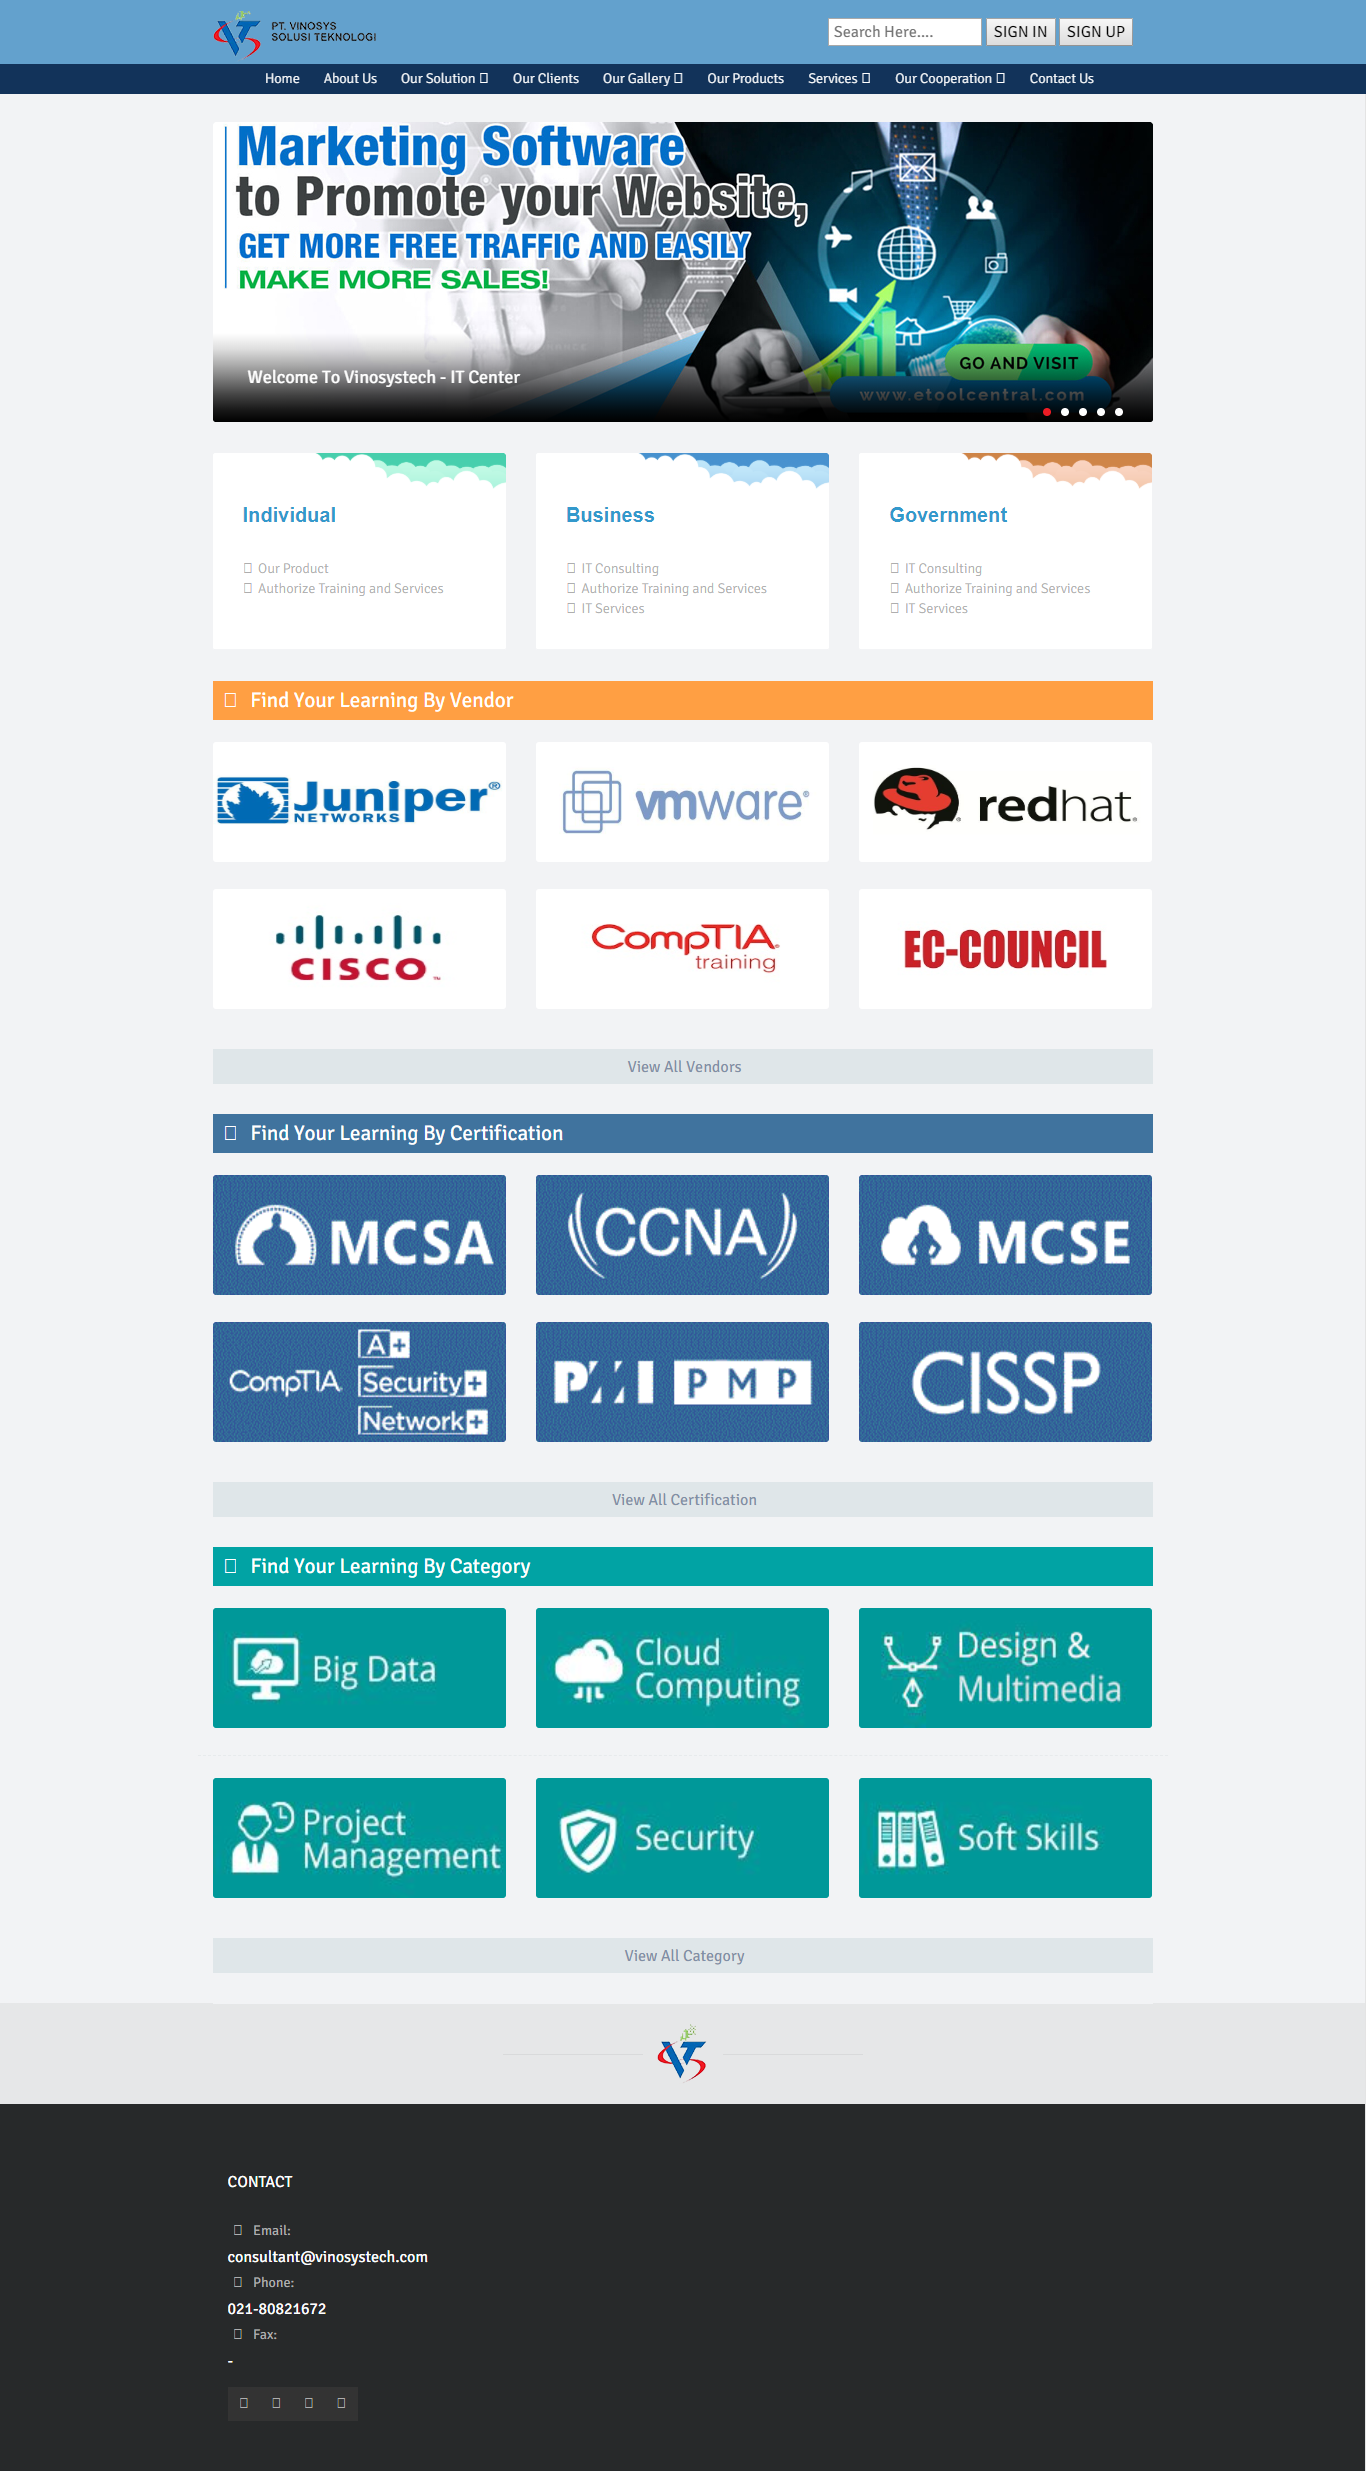 PT. VINOSYS
SOLUSI TEKNOLOGI
Search Here....
SIGN IN
SIGN UP
Home
About Us
Our Solution
Our Clients
Our Gallery
Our Products
Services
Our Cooperation
Contact Us
Marketing Software
to Promote your Website,
GET MORE FREE TRAFFIC AND EASILY
MAKE MORE SALES!
GO AND VISIT
www.etoolcentral.com
Welcome To Vinosystech - IT Center
Individual
Our Product
Authorize Training and Services
Business
IT Consulting
Authorize Training and Services
IT Services
Government
IT Consulting
Authorize Training and Services
IT Services
Find Your Learning By Vendor
Juniper®
NETWORKS
vmware®
redhat.
CISCO™
CompTIA.
training
EC-COUNCIL
View All Vendors
Find Your Learning By Certification
MCSA
CCNA
MCSE
CompTIA.
A+
Security+
Network+
PMI PMP
CISSP
View All Certification
Find Your Learning By Category
Big Data
Cloud
Computing
Design &
Multimedia
Project
Management
Security
Soft Skills
View All Category
CONTACT
Email:
consultant@vinosystech.com
Phone:
021-80821672
Fax:
-